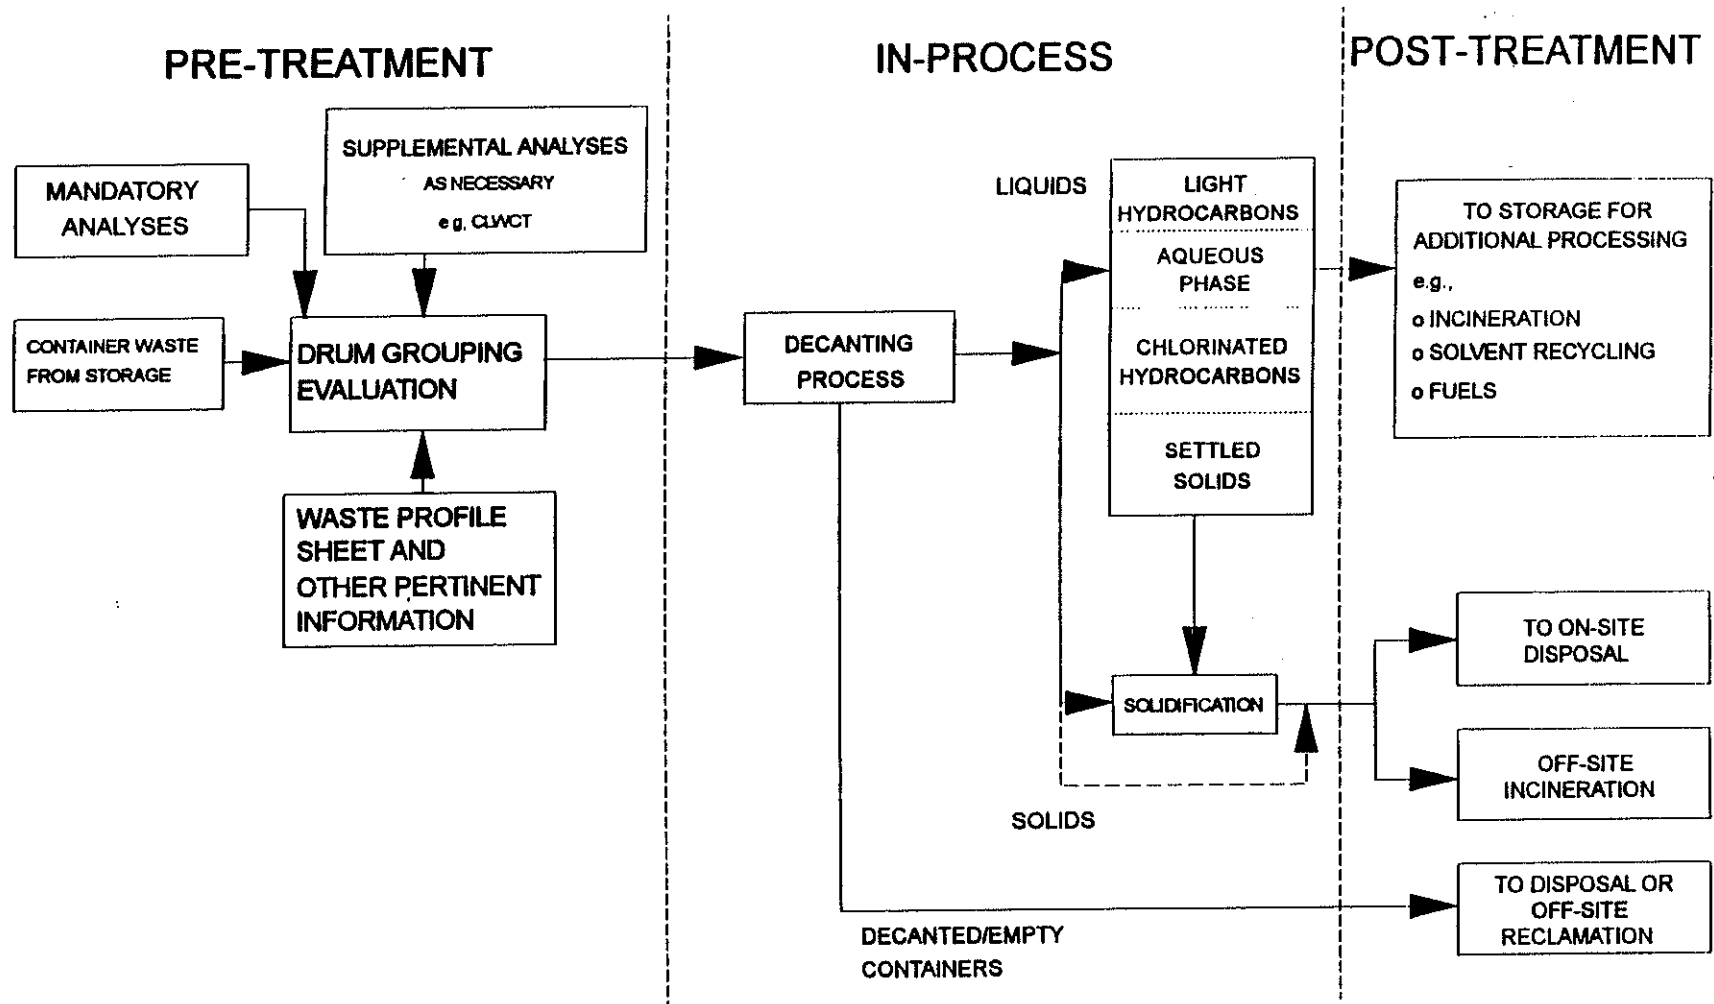 PRE-TREATMENT
IN-PROCESS
POST-TREATMENT
MANDATORY
ANALYSES
SUPPLEMENTAL ANALYSES
AS NECESSARY
e g, CLWCT
CONTAINER WASTE
FROM STORAGE
DRUM GROUPING
EVALUATION
WASTE PROFILE
SHEET AND
OTHER PERTINENT
INFORMATION
DECANTING
PROCESS
LIQUIDS
LIGHT
HYDROCARBONS
AQUEOUS
PHASE
CHLORINATED
HYDROCARBONS
SETTLED
SOLIDS
SOLIDIFICATION
SOLIDS
DECANTED/EMPTY
CONTAINERS
TO STORAGE FOR
ADDITIONAL PROCESSING
e.g.,
o INCINERATION
o SOLVENT RECYCLING
o FUELS
TO ON-SITE
DISPOSAL
OFF-SITE
INCINERATION
TO DISPOSAL OR
OFF-SITE
RECLAMATION